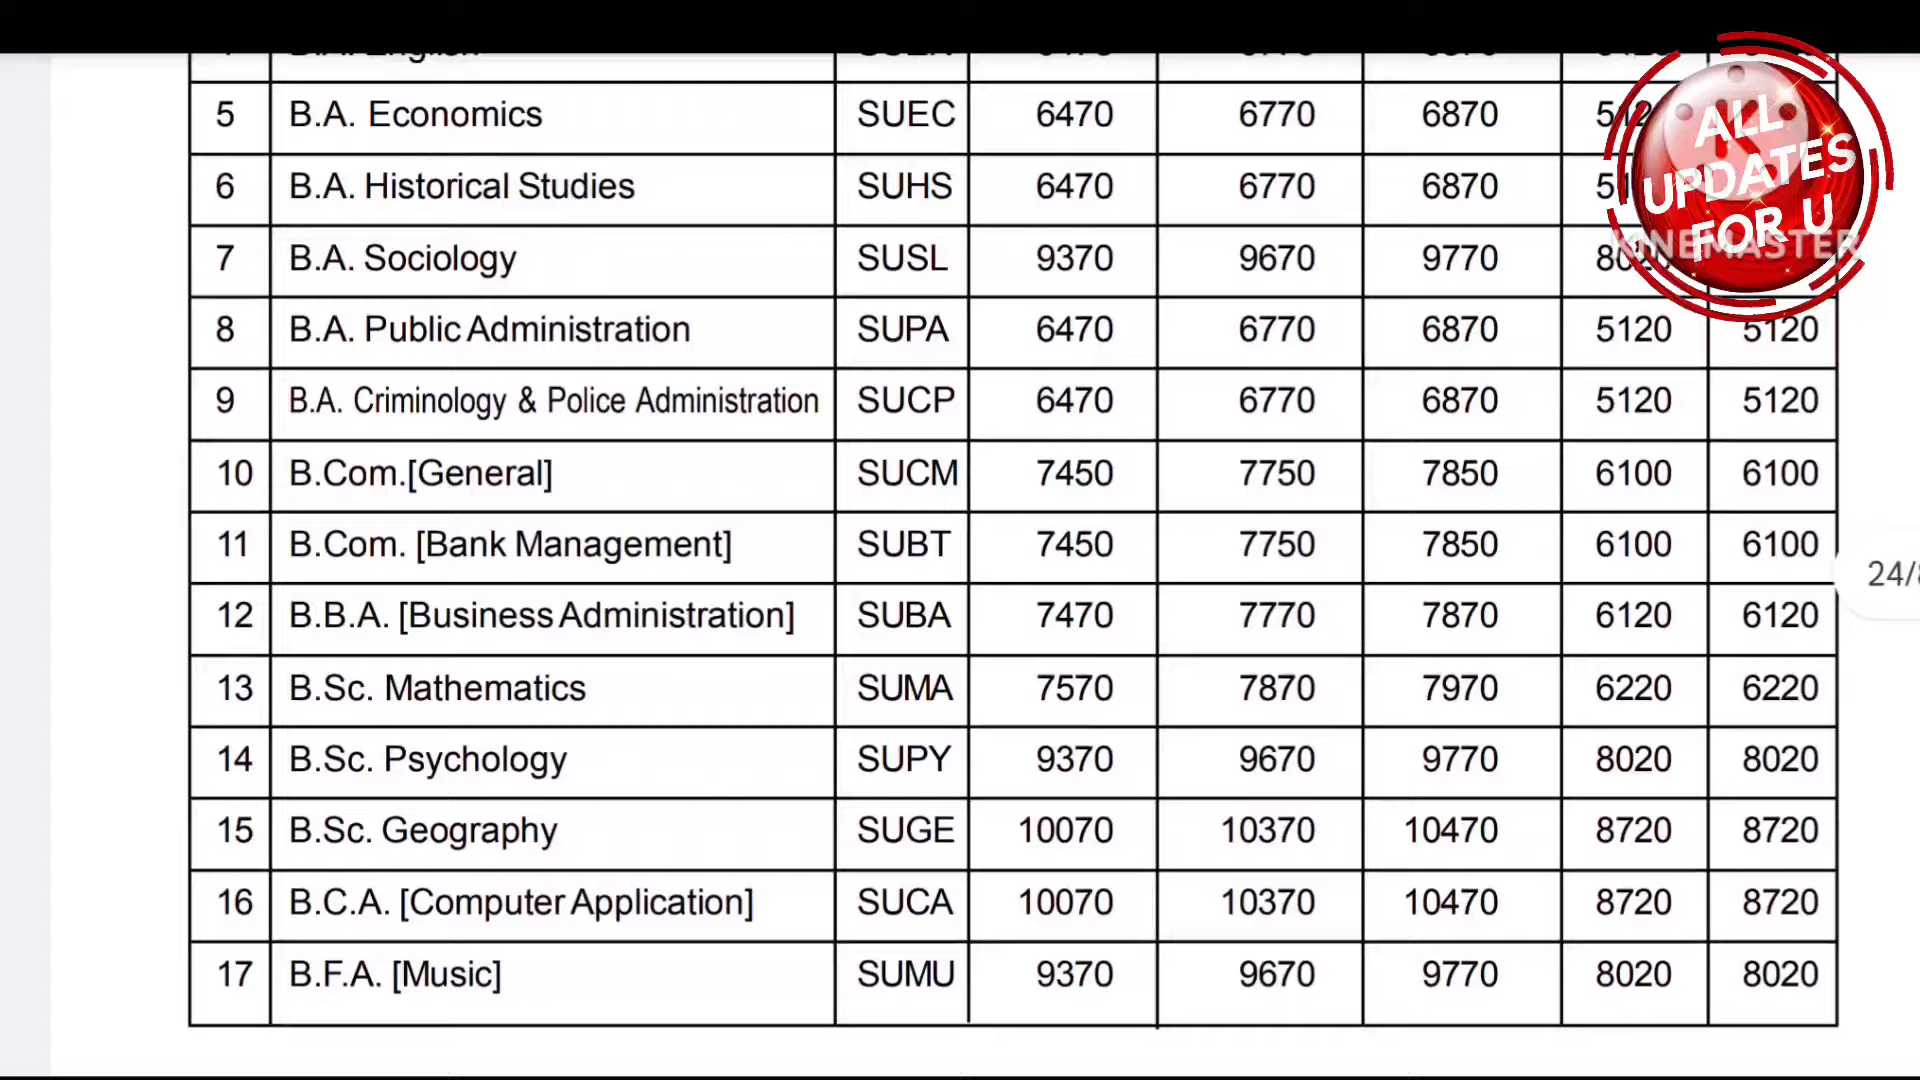 5 B.A. Economics SUEC 6470 6770 6870
6 B.A. Historical Studies SUHS 6470 6770 6870
7 B.A. Sociology SUSL 9370 9670 9770
8 B.A. Public Administration SUPA 6470 6770 6870 5120 5120
9 B.A. Criminology & Police Administration SUCP 6470 6770 6870 5120 5120
10 B.Com.[General] SUCM 7450 7750 7850 6100 6100
11 B.Com. [Bank Management] SUBT 7450 7750 7850 6100 6100
12 B.B.A. [Business Administration] SUBA 7470 7770 7870 6120 6120
13 B.Sc. Mathematics SUMA 7570 7870 7970 6220 6220
14 B.Sc. Psychology SUPY 9370 9670 9770 8020 8020
15 B.Sc. Geography SUGE 10070 10370 10470 8720 8720
16 B.C.A. [Computer Application] SUCA 10070 10370 10470 8720 8720
17 B.F.A. [Music] SUMU 9370 9670 9770 8020 8020
ALL
UPDATES
FOR U
KINEMASTER